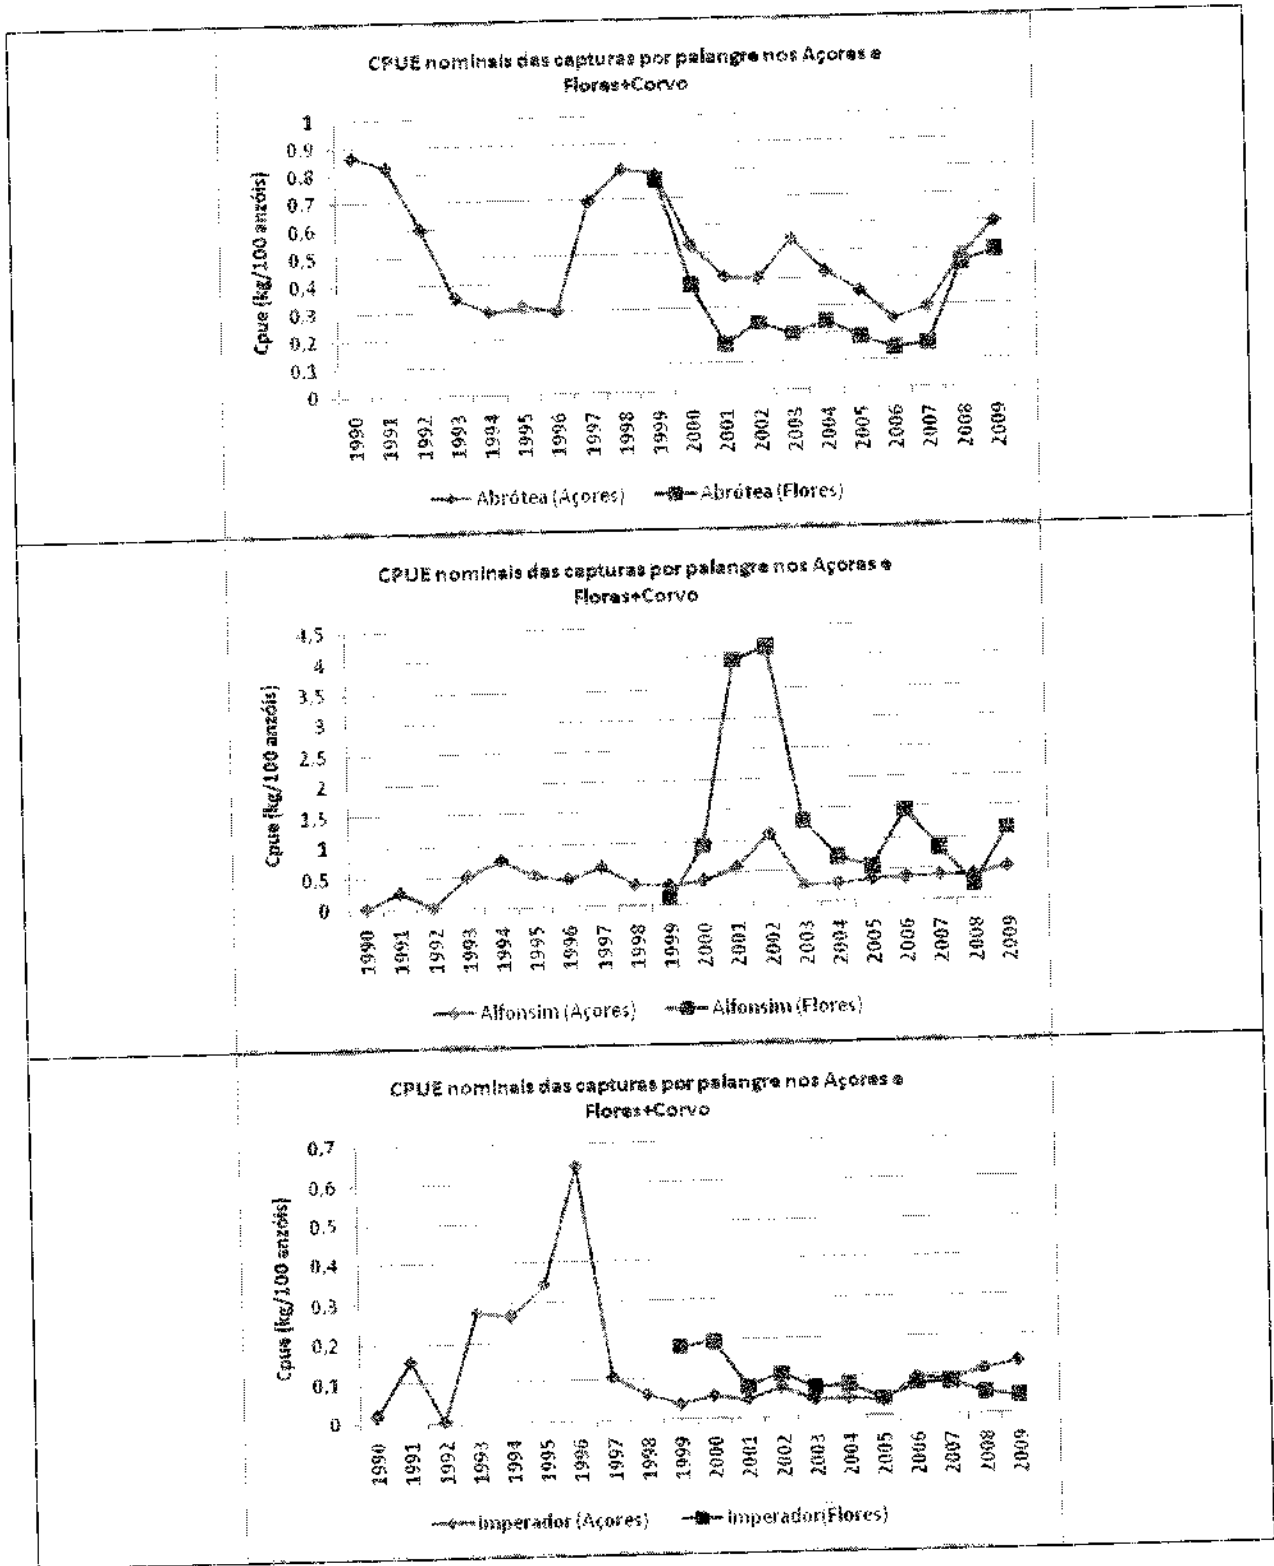 CPUE nominais das capturas por palangre nos Açores e
Flores+Corvo
Cpue (kg/100 anzóis)
1
0.9
0.8
0.7
0.6
0.5
0.4
0.3
0.2
0.1
0
1990 1991 1992 1993 1994 1995 1996 1997 1998 1999 2000 2001 2002 2003 2004 2005 2006 2007 2008 2009
Abrótea (Açores) Abrótea (Flores)
CPUE nominais das capturas por palangre nos Açores e
Flores+Corvo
Cpue (kg/100 anzóis)
4,5
4
3,5
3
2,5
2
1,5
1
0,5
0
1990 1991 1992 1993 1994 1995 1996 1997 1998 1999 2000 2001 2002 2003 2004 2005 2006 2007 2008 2009
Alfonsim (Açores) Alfonsim (Flores)
CPUE nominais das capturas por palangre nos Açores e
Flores+Corvo
Cpue (kg/100 anzóis)
0,7
0,6
0,5
0,4
0,3
0,2
0,1
0
1990 1991 1992 1993 1994 1995 1996 1997 1998 1999 2000 2001 2002 2003 2004 2005 2006 2007 2008 2009
Imperador (Açores) Imperador(Flores)